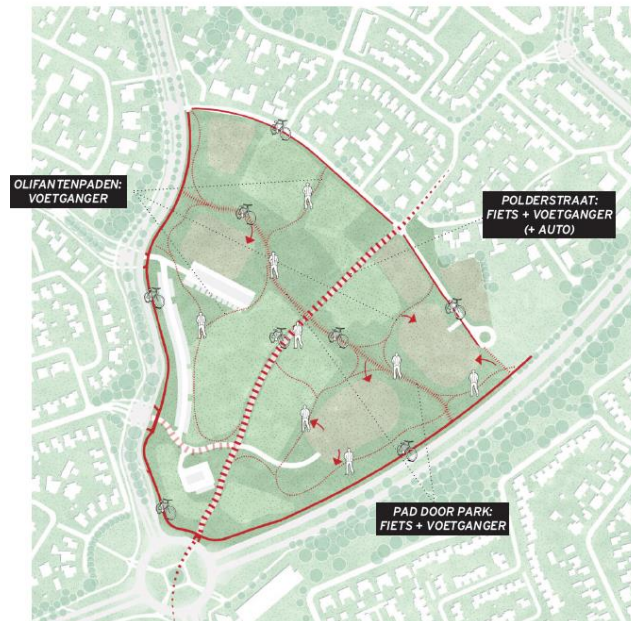 OLIFANTENPADEN:
VOETGANGER
POLDERSTRAAT:
FIETS + VOETGANGER
(+ AUTO)
PAD DOOR PARK:
FIETS + VOETGANGER